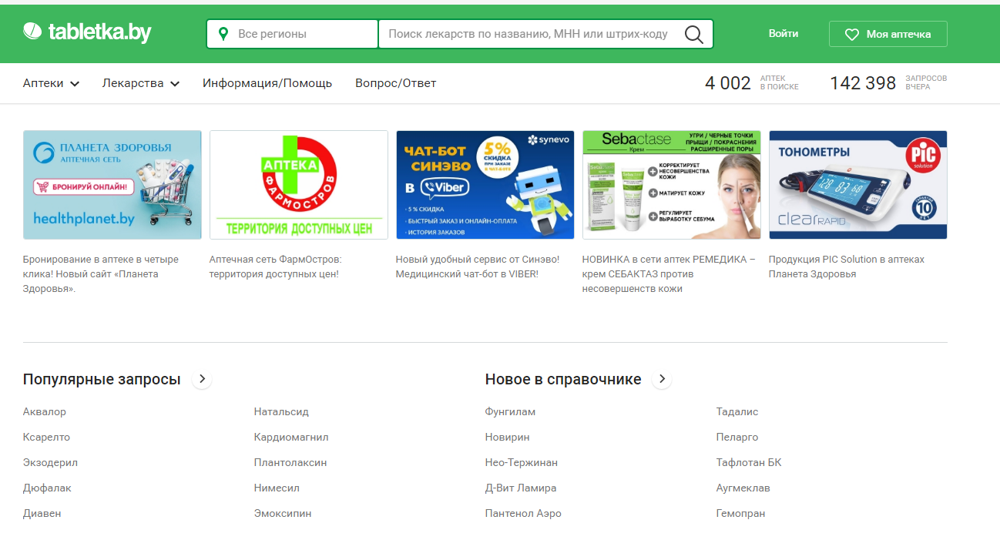 tabletka.by
Все регионы
Поиск лекарств по названию, МНН или штрих-коду
Войти
Моя аптечка
Аптеки
Лекарства
Информация/Помощь
Вопрос/Ответ
4 002
АПТЕК
В ПОИСКЕ
142 398
ЗАПРОСОВ
ВЧЕРА
ПЛАНЕТА ЗДОРОВЬЯ
АПТЕЧНАЯ СЕТЬ
БРОНИРУЙ ОНЛАЙН!
healthplanet.by
АПТЕКА
ФАРМОСТРОВ
ТЕРРИТОРИЯ ДОСТУПНЫХ ЦЕН
synevo
ЧАТ-БОТ
СИНЭВО
В Viber
5%
СКИДКА
ПРИ ЗАКАЗЕ
В ЧАТ-БОТЕ
- 5 % СКИДКА
- БЫСТРЫЙ ЗАКАЗ И ОНЛАЙН-ОПЛАТА
- ИСТОРИЯ ЗАКАЗОВ
Sebactase
Крем
УГРИ / ЧЕРНЫЕ ТОЧКИ
ПРЫЩИ / ПОКРАСНЕНИЯ
РАСШИРЕННЫЕ ПОРЫ
КОРРЕКТИРУЕТ
НЕСОВЕРШЕНСТВА
КОЖИ
МАТИРУЕТ КОЖУ
РЕГУЛИРУЕТ
ВЫРАБОТКУ СЕБУМА
ТОНОМЕТРЫ
PiC
solution
128 83 68
clearRAPID
ГАРАНТИЯ
10
ЛЕТ
Бронирование в аптеке в четыре
клика! Новый сайт «Планета
Здоровья».
Аптечная сеть ФармОстров:
территория доступных цен!
Новый удобный сервис от Синэво!
Медицинский чат-бот в VIBER!
НОВИНКА в сети аптек РЕМЕДИКА –
крем СЕБАКТАЗ против
несовершенств кожи
Продукция PIC Solution в аптеках
Планета Здоровья
Популярные запросы
Аквалор
Ксарелто
Экзодерил
Дюфалак
Диавен
Натальсид
Кардиомагнил
Плантолаксин
Нимесил
Эмоксипин
Новое в справочнике
Фунгилам
Новирин
Нео-Тержинан
Д-Вит Ламира
Пантенол Аэро
Тадалис
Пеларго
Тафлотан БК
Аугмеклав
Гемопран